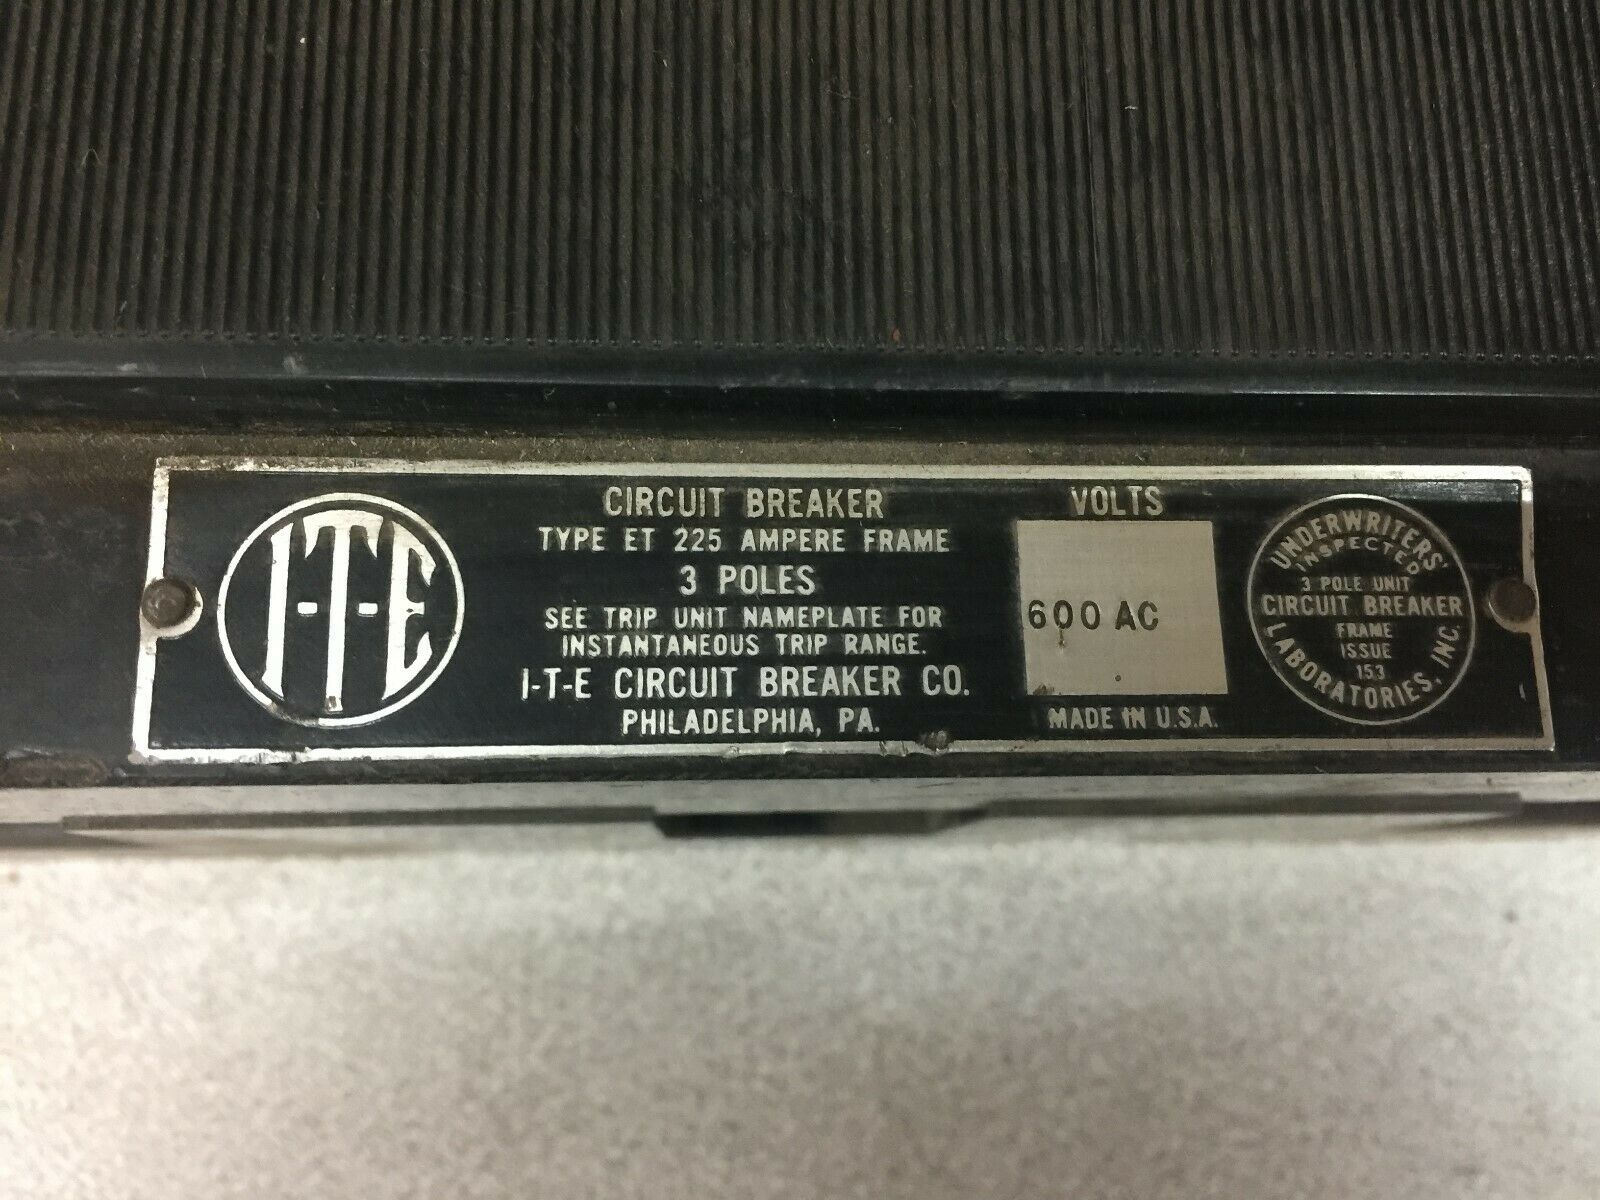 I-T-E
CIRCUIT BREAKER
TYPE ET 225 AMPERE FRAME
3 POLES
SEE TRIP UNIT NAMEPLATE FOR
INSTANTANEOUS TRIP RANGE.
I-T-E CIRCUIT BREAKER CO.
PHILADELPHIA, PA.
VOLTS
600 AC
MADE IN U.S.A.
UNDERWRITERS'
INSPECTED
3 POLE UNIT
CIRCUIT BREAKER
FRAME
ISSUE
153
LABORATORIES, INC.